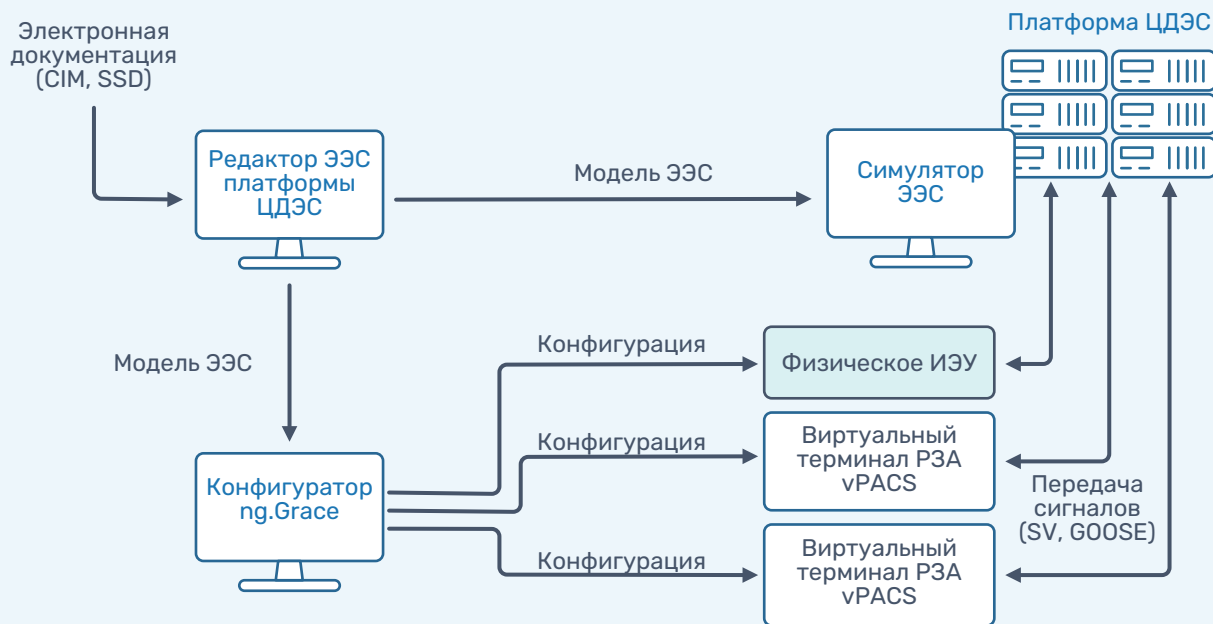 Электронная
документация
(CIM, SSD)
Платформа ЦДЭС
Редактор ЭЭС
платформы
ЦДЭС
Модель ЭЭС
Симулятор
ЭЭС
Модель ЭЭС
Конфигурация
Физическое ИЭУ
Конфигурация
Виртуальный
терминал РЗА
vPACS
Конфигуратор
ng.Grace
Передача
сигналов
(SV, GOOSE)
Конфигурация
Виртуальный
терминал РЗА
vPACS